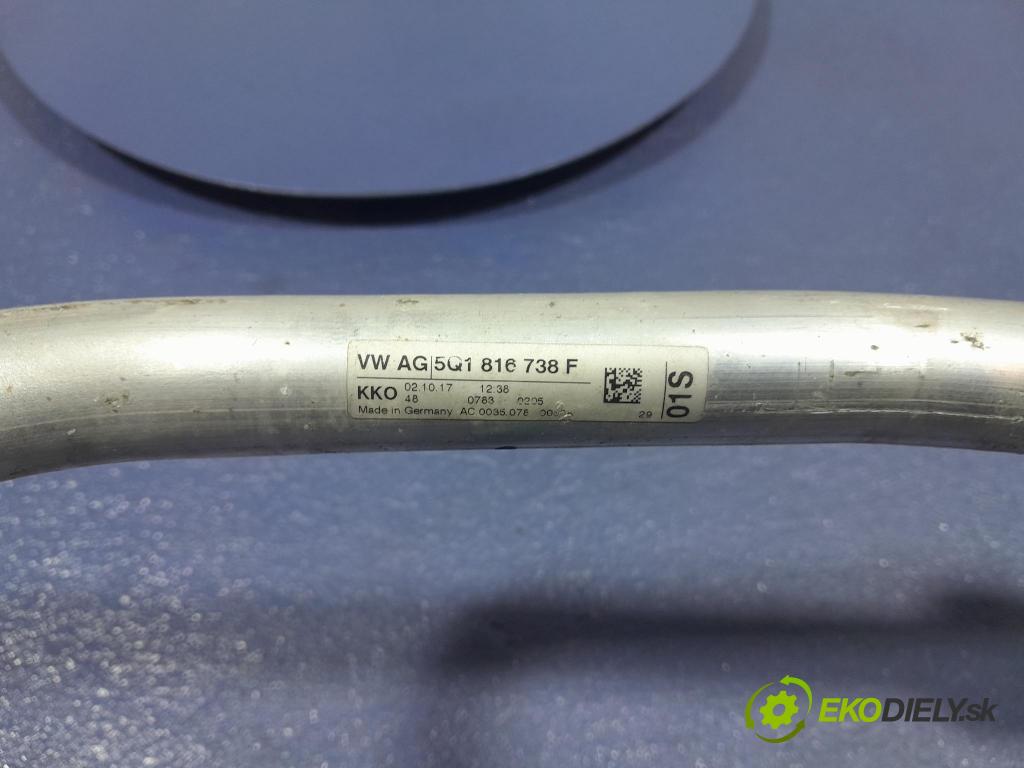 VW AG 5Q1 816 738 F
KKO 02.10.17 12:38
48 0783 0205
Made in Germany AC 0035.078
29
01S
EKODIELY.sk